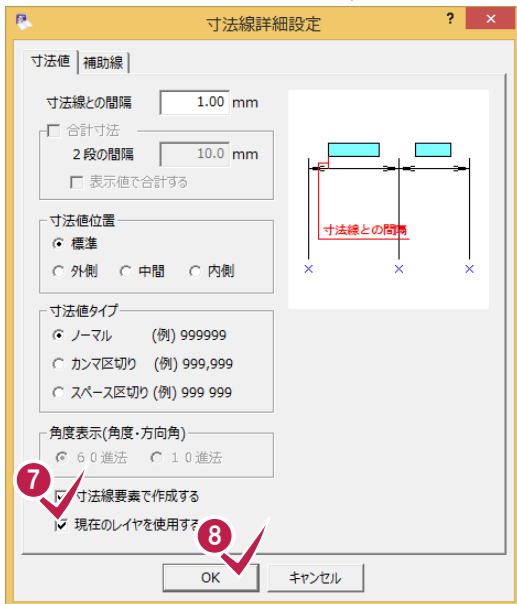 寸法線詳細設定 ? ×
寸法値 補助線
寸法線との間隔 1.00 mm
合計寸法
2段の間隔 10.0 mm
表示値で合計する
寸法線との間隔
寸法値位置
標準
外側 中間 内側
寸法値タイプ
ノーマル (例) 999999
カンマ区切り (例) 999,999
スペース区切り (例) 999 999
角度表示(角度・方向角)
60進法 10進法
7
寸法線要素で作成する
現在のレイヤを使用する
8
OK キャンセル